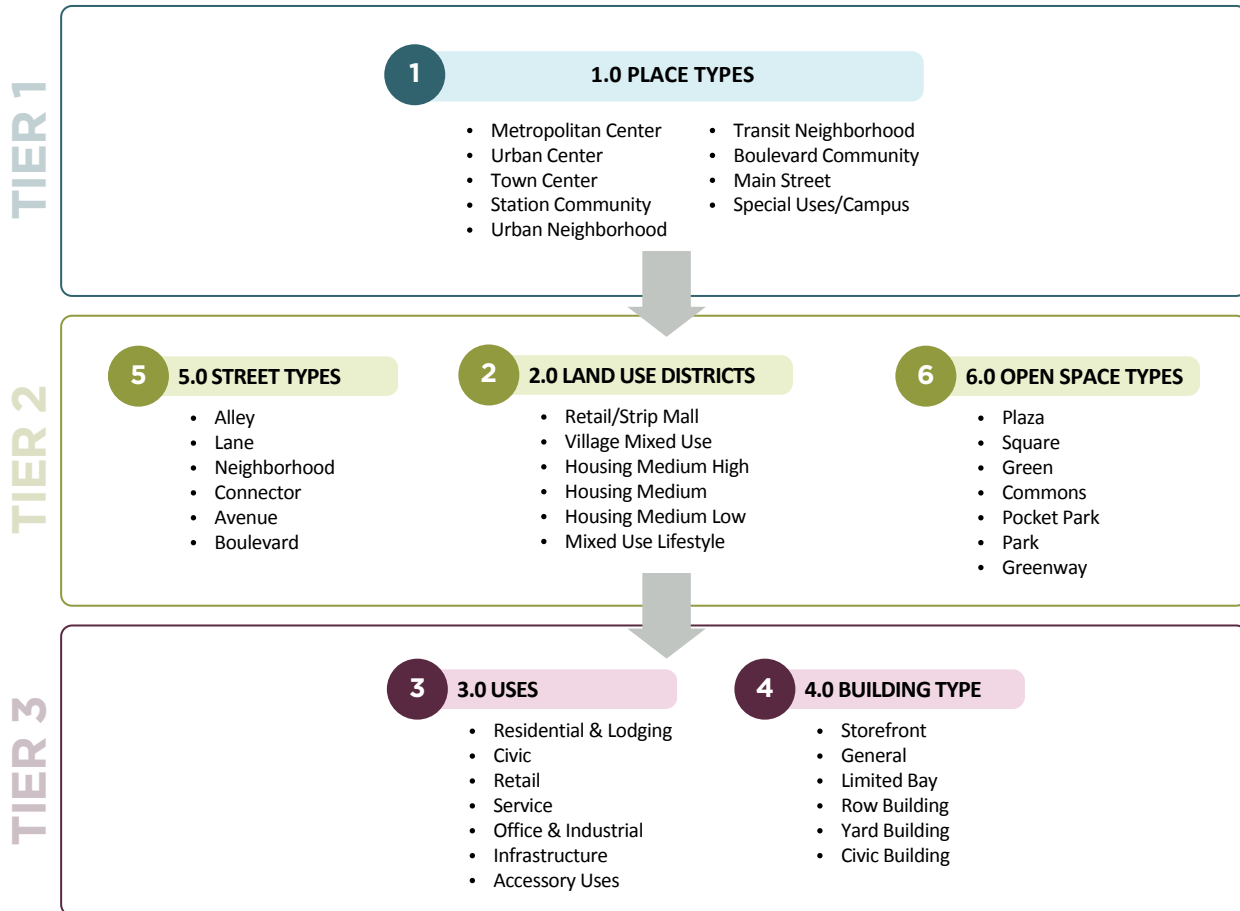 TIER 1
1
1.0 PLACE TYPES
• Metropolitan Center
• Urban Center
• Town Center
• Station Community
• Urban Neighborhood
• Transit Neighborhood
• Boulevard Community
• Main Street
• Special Uses/Campus
TIER 2
5
5.0 STREET TYPES
• Alley
• Lane
• Neighborhood
• Connector
• Avenue
• Boulevard
2
2.0 LAND USE DISTRICTS
• Retail/Strip Mall
• Village Mixed Use
• Housing Medium High
• Housing Medium
• Housing Medium Low
• Mixed Use Lifestyle
6
6.0 OPEN SPACE TYPES
• Plaza
• Square
• Green
• Commons
• Pocket Park
• Park
• Greenway
TIER 3
3
3.0 USES
• Residential & Lodging
• Civic
• Retail
• Service
• Office & Industrial
• Infrastructure
• Accessory Uses
4
4.0 BUILDING TYPE
• Storefront
• General
• Limited Bay
• Row Building
• Yard Building
• Civic Building